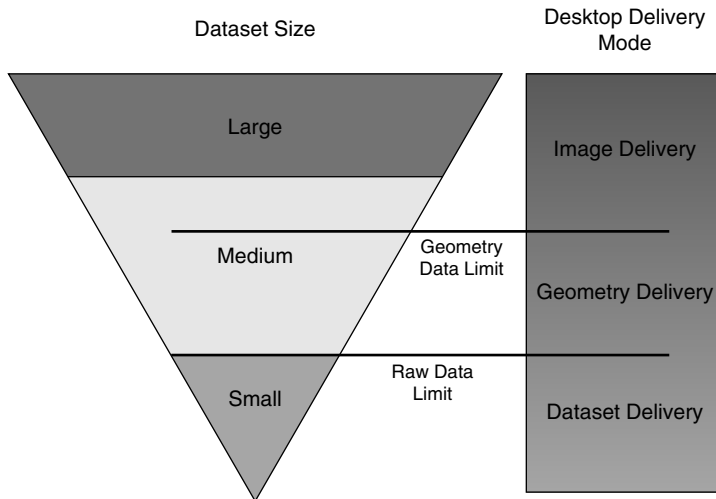 Dataset Size
Desktop Delivery
Mode
Large
Image Delivery
Medium
Geometry
Data Limit
Geometry Delivery
Raw Data
Limit
Small
Dataset Delivery